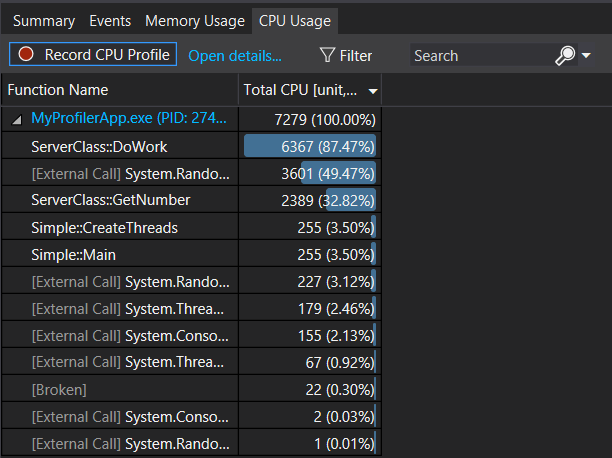 Summary Events Memory Usage CPU Usage
Record CPU Profile Open details... Filter Search
Function Name Total CPU [unit,...
MyProfilerApp.exe (PID: 274... 7279 (100.00%)
ServerClass::DoWork 6367 (87.47%)
[External Call] System.Rando... 3601 (49.47%)
ServerClass::GetNumber 2389 (32.82%)
Simple::CreateThreads 255 (3.50%)
Simple::Main 255 (3.50%)
[External Call] System.Rando... 227 (3.12%)
[External Call] System.Threa... 179 (2.46%)
[External Call] System.Conso... 155 (2.13%)
[External Call] System.Threa... 67 (0.92%)
[Broken] 22 (0.30%)
[External Call] System.Conso... 2 (0.03%)
[External Call] System.Rando... 1 (0.01%)